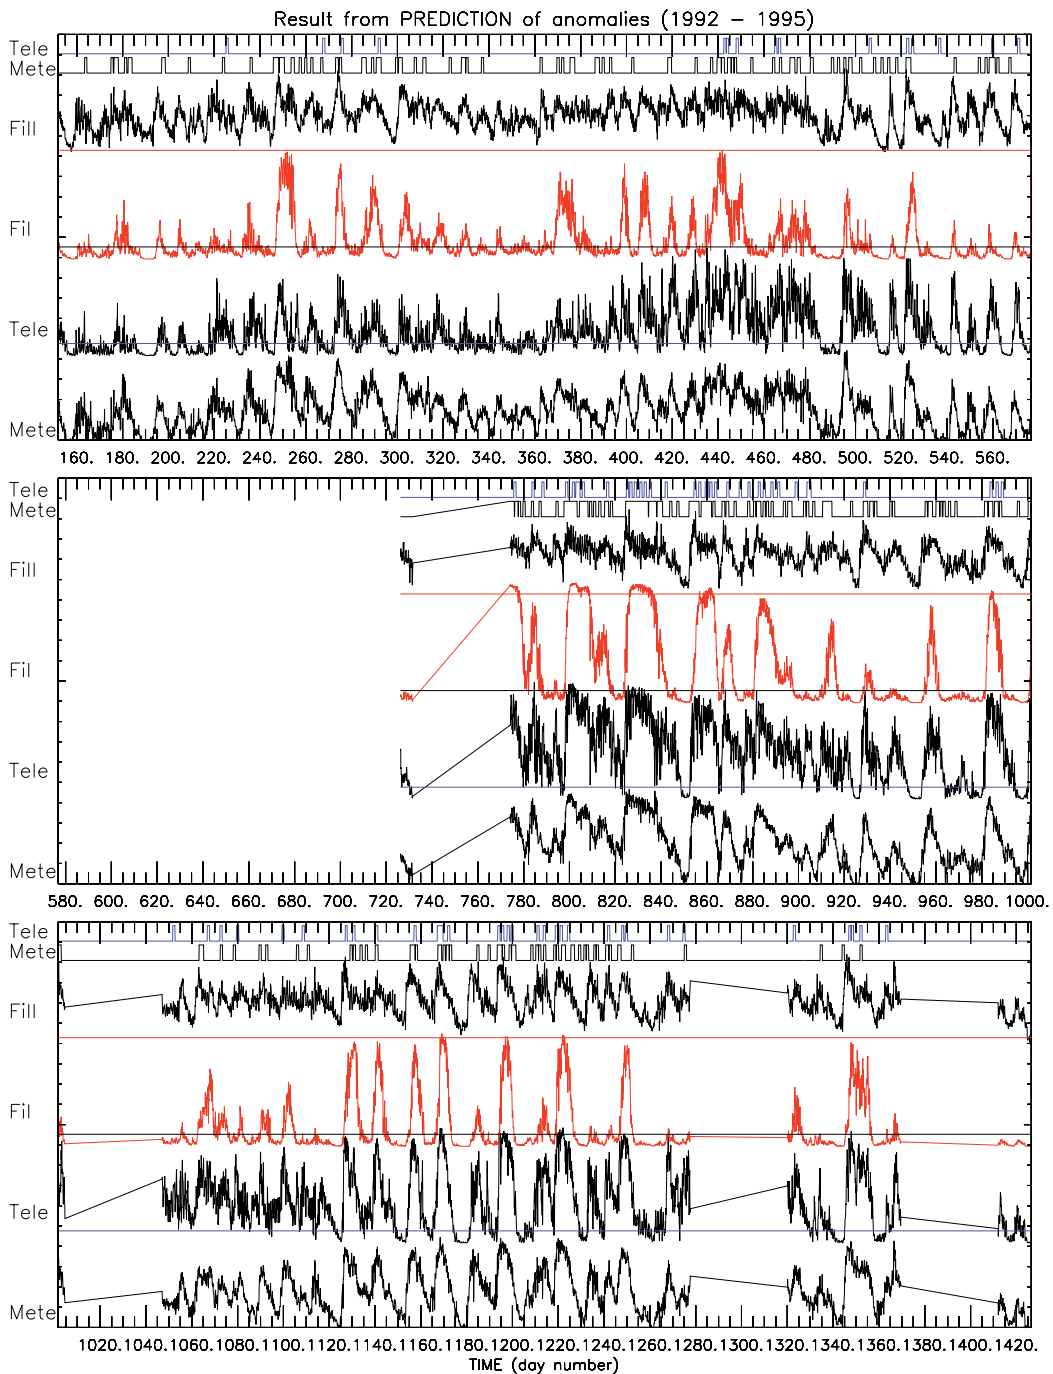 Result from PREDICTION of anomalies (1992 – 1995)
Tele
Mete
Fill
Fil
Tele
Mete
160. 180. 200. 220. 240. 260. 280. 300. 320. 340. 360. 380. 400. 420. 440. 460. 480. 500. 520. 540. 560.
Tele
Mete
Fill
Fil
Tele
Mete
580. 600. 620. 640. 660. 680. 700. 720. 740. 760. 780. 800. 820. 840. 860. 880. 900. 920. 940. 960. 980. 1000.
Tele
Mete
Fill
Fil
Tele
Mete
1020. 1040. 1060. 1080. 1100. 1120. 1140. 1160. 1180. 1200. 1220. 1240. 1260. 1280. 1300. 1320. 1340. 1360. 1380. 1400. 1420.
TIME (day number)